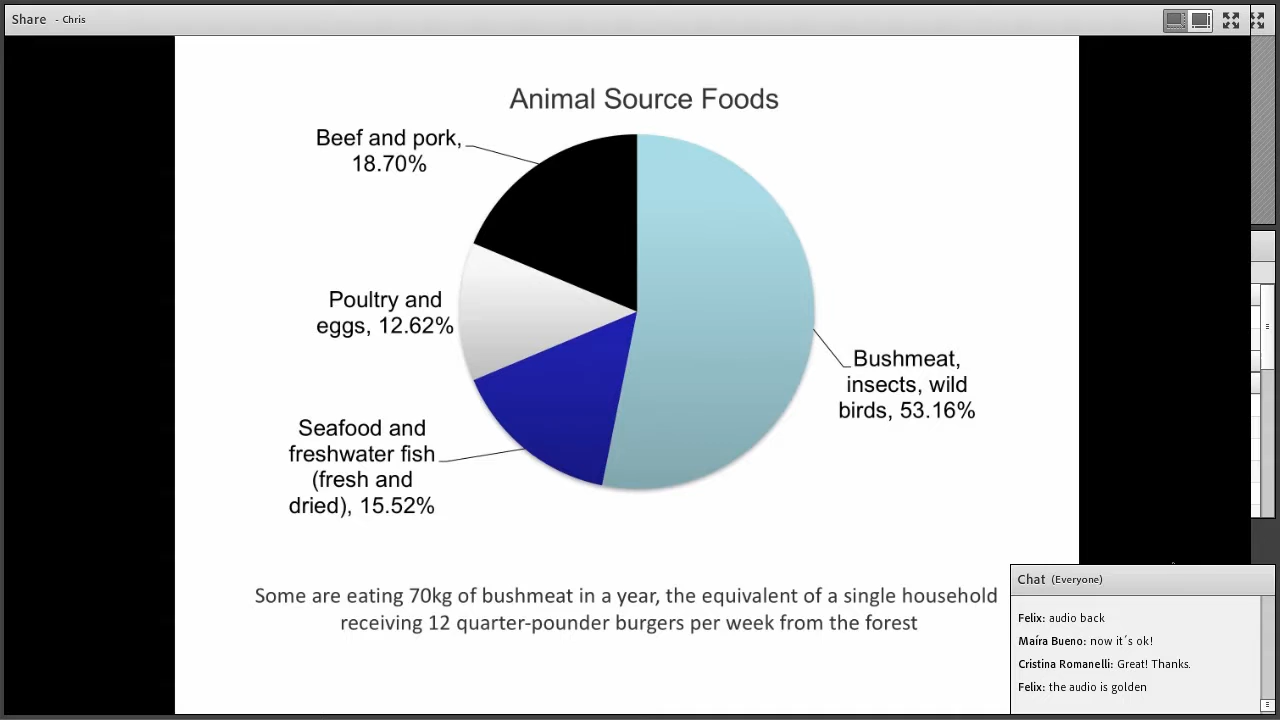 Share - Chris
Animal Source Foods
Beef and pork,
18.70%
Poultry and
eggs, 12.62%
Seafood and
freshwater fish
(fresh and
dried), 15.52%
Bushmeat,
insects, wild
birds, 53.16%
Some are eating 70kg of bushmeat in a year, the equivalent of a single household
receiving 12 quarter-pounder burgers per week from the forest
Chat (Everyone)
Felix: audio back
Maíra Bueno: now it´s ok!
Cristina Romanelli: Great! Thanks.
Felix: the audio is golden